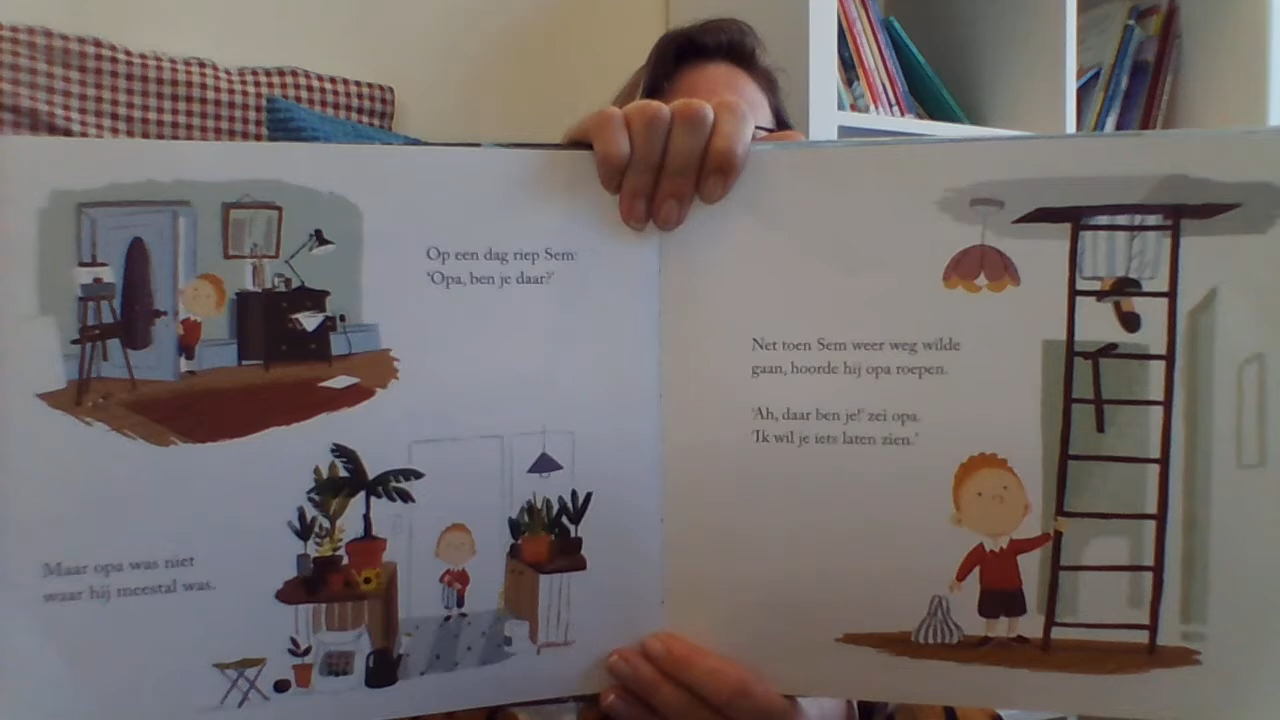 Op een dag riep Sem:
'Opa, ben je daar?'
Maar opa was niet
waar hij meestal was.
Net toen Sem weer weg wilde
gaan, hoorde hij opa roepen.
'Ah, daar ben je!' zei opa.
'Ik wil je iets laten zien.'